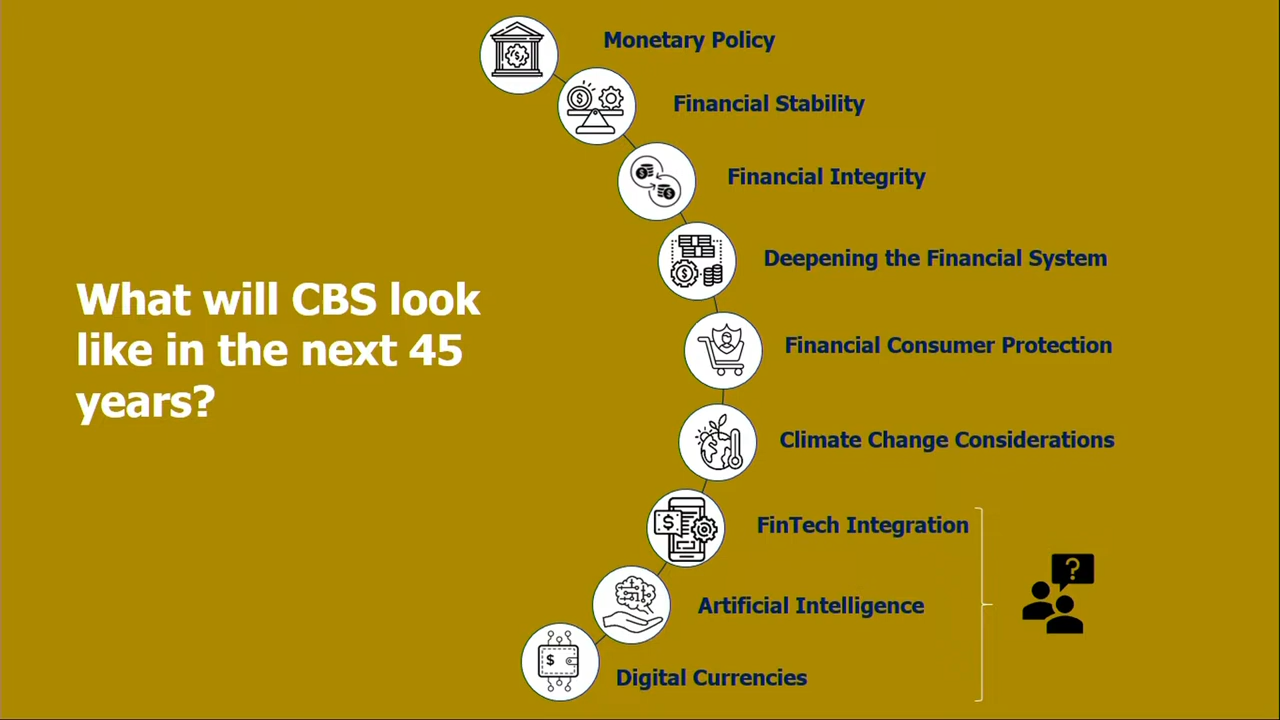 What will CBS look
like in the next 45
years?
Monetary Policy
Financial Stability
Financial Integrity
Deepening the Financial System
Financial Consumer Protection
Climate Change Considerations
FinTech Integration
Artificial Intelligence
Digital Currencies
$
$
$
$
$
$
$
$
?